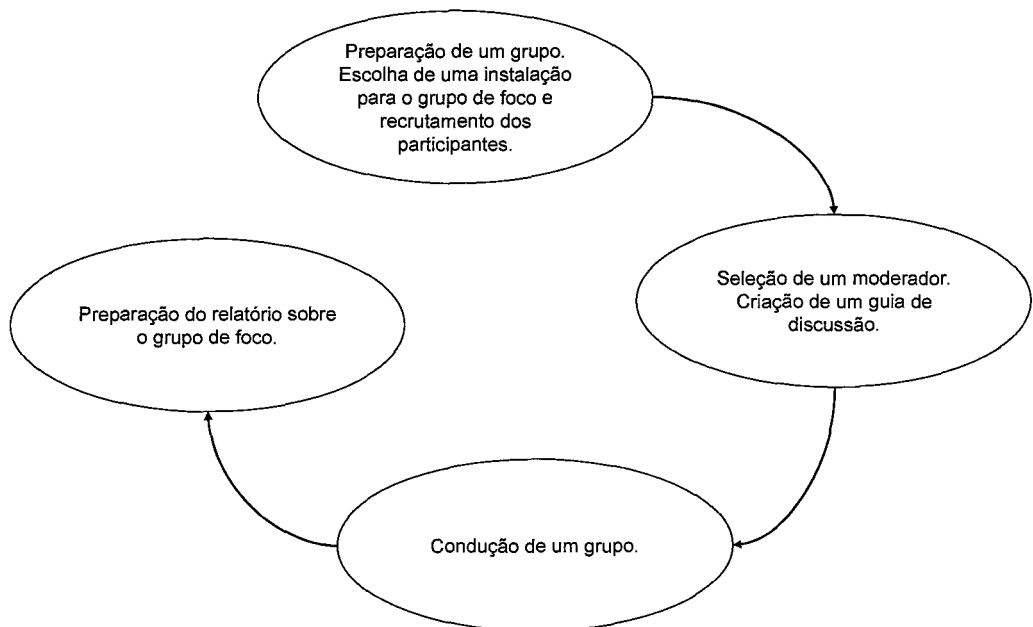 Preparação de um grupo.
Escolha de uma instalação
para o grupo de foco e
recrutamento dos
participantes.
Seleção de um moderador.
Criação de um guia de
discussão.
Condução de um grupo.
Preparação do relatório sobre
o grupo de foco.